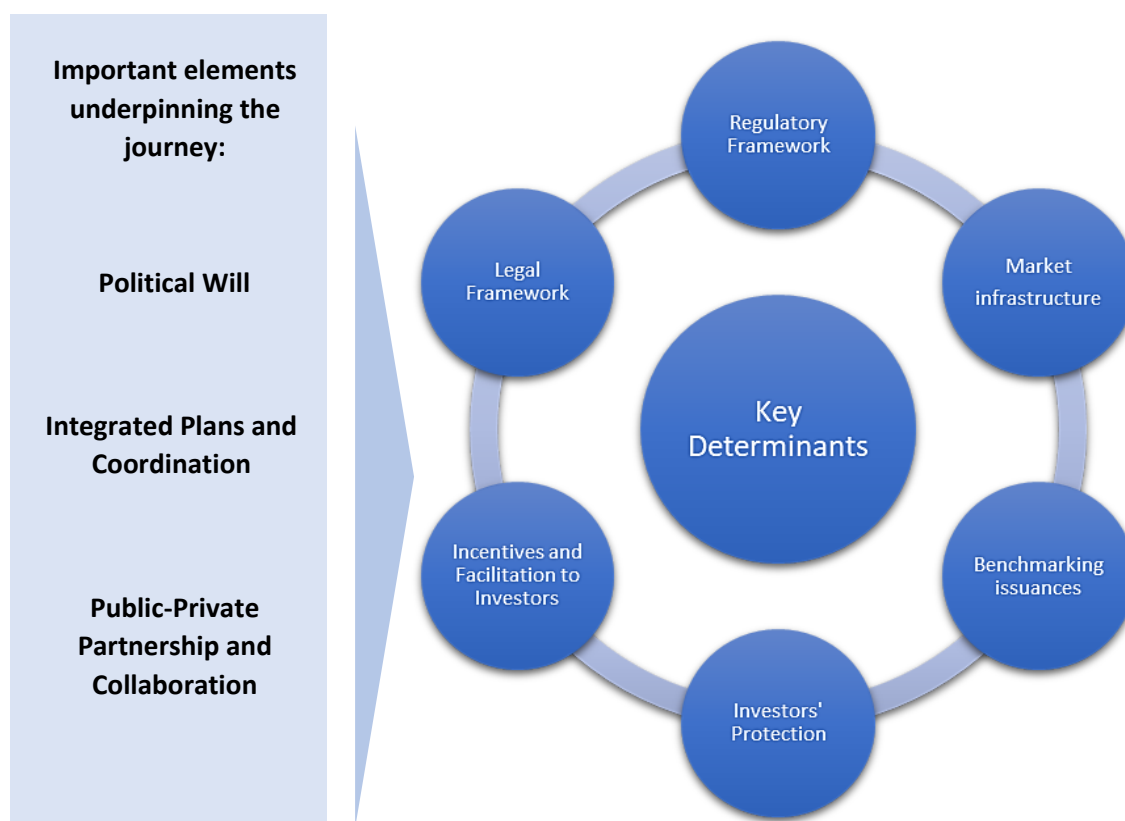 Important elements
underpinning the
journey:
Political Will
Integrated Plans and
Coordination
Public-Private
Partnership and
Collaboration
Regulatory
Framework
Market
infrastructure
Benchmarking
issuances
Investors'
Protection
Incentives and
Facilitation to
Investors
Legal
Framework
Key
Determinants